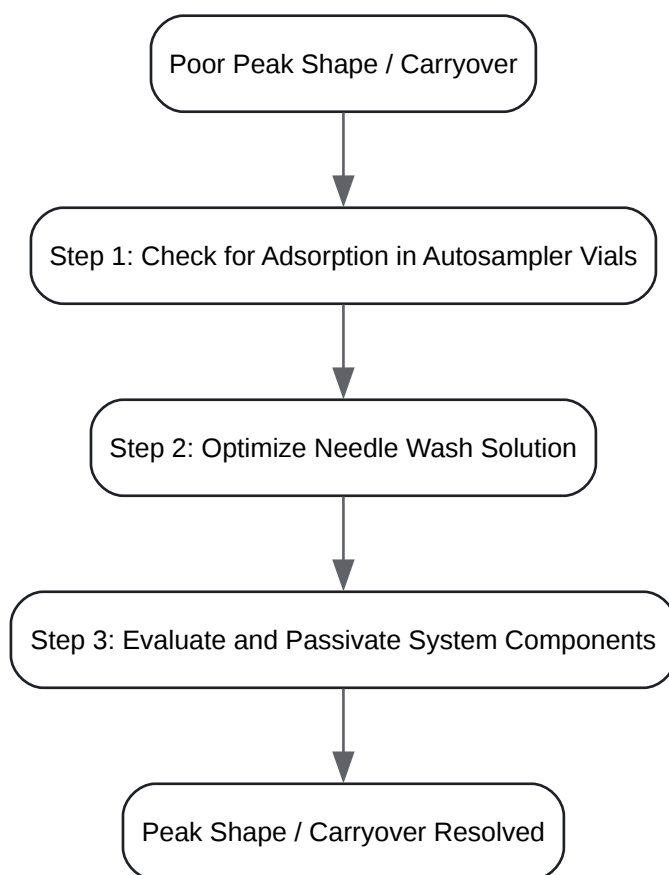 Poor Peak Shape / Carryover
Step 1: Check for Adsorption in Autosampler Vials
Step 2: Optimize Needle Wash Solution
Step 3: Evaluate and Passivate System Components
Peak Shape / Carryover Resolved